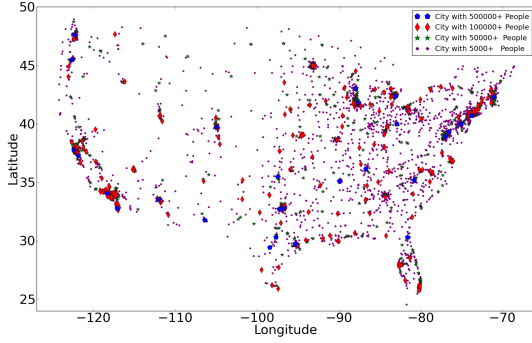 50
45
40
35
30
25
Latitude
City with 500000+ People
City with 100000+ People
City with 50000+ People
City with 5000+ People
−120
−110
−100
−90
−80
−70
Longitude